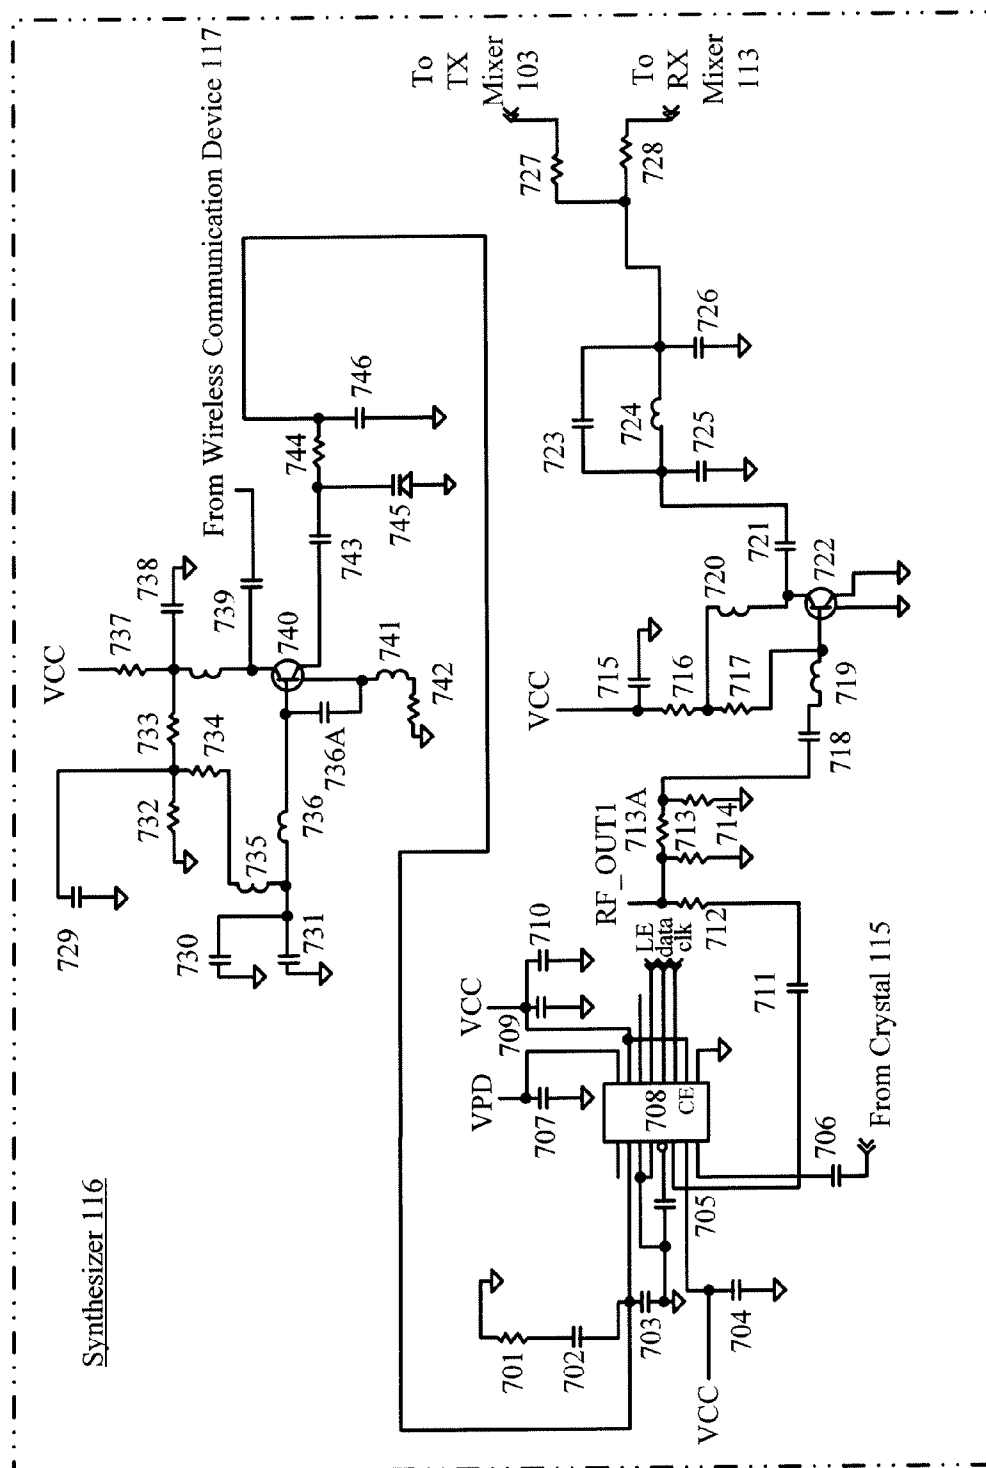 Synthesizer 116
729
730
731
732
733
734
735
736
736A
VCC
737
738
739
740
741
742
From Wireless Communication Device 117
743
744
745
746
To
TX
Mixer
103
To
RX
Mixer
113
727
728
723
724
725
726
VCC
715
716
717
718
719
720
721
722
RF_OUT1
713A
713
714
712
711
LE
data
clk
VCC
709
710
VPD
707
708
CE
705
706
From Crystal 115
701
702
703
704
VCC